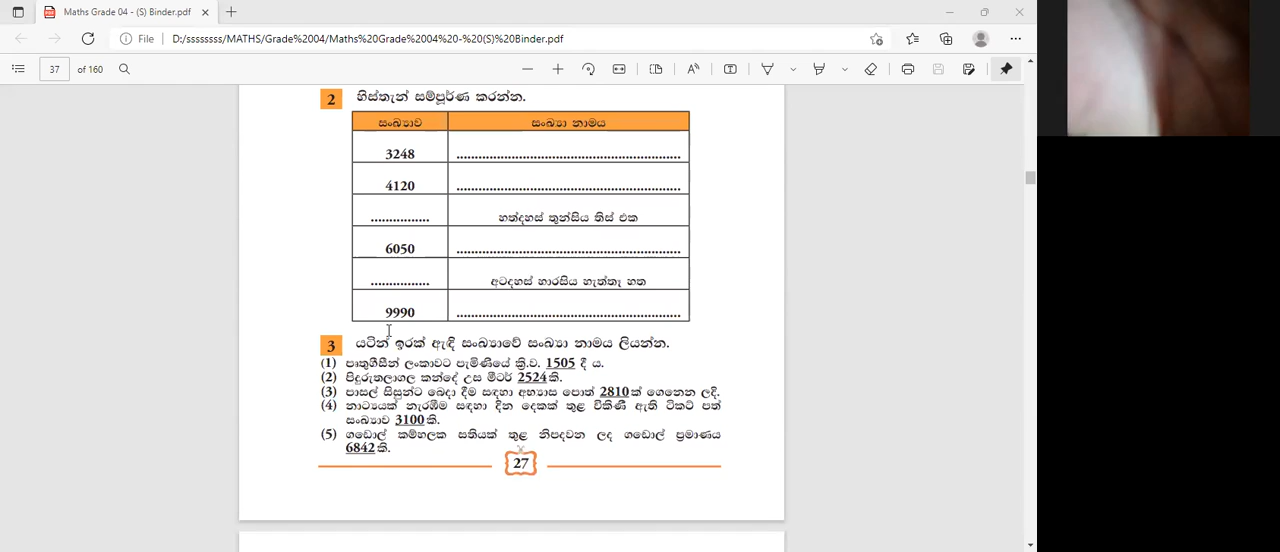 Maths Grade 04 - (S) Binder.pdf
File D:/sssssssss/MATHS/Grade%2004/Maths%20Grade%2004%20-%20(S)%20Binder.pdf
37 of 160
2 හිස්තැන් සම්පූර්ණ කරන්න.
සංඛ්‍යාව සංඛ්‍යා නාමය
3248 ........................................................
4120 ........................................................
................ හත්දහස් තුන්සිය තිස් එක
6050 ........................................................
................ අටදහස් හාරසිය හැත්තෑ හත
9990 ........................................................
3 යටින් ඉරක් ඇඳි සංඛ්‍යාවේ සංඛ්‍යා නාමය ලියන්න.
(1) පෘතුගීසීන් ලංකාවට පැමිණියේ ක්‍රි.ව. 1505 දී ය.
(2) පිදුරුතලාගල කන්දේ උස මීටර් 2524 කි.
(3) පාසල් සිසුන්ට බෙදා දීම සඳහා අභ්‍යාස පොත් 2810 ක් ගෙනෙන ලදි.
(4) නාට්‍යයක් නැරඹීම සඳහා දින දෙකක් තුළ විකිණී ඇති ටිකට් පත්
සංඛ්‍යාව 3100 කි.
(5) ගඩොල් කම්හලක සතියක් තුළ නිපදවන ලද ගඩොල් ප්‍රමාණය
6842 කි.
27